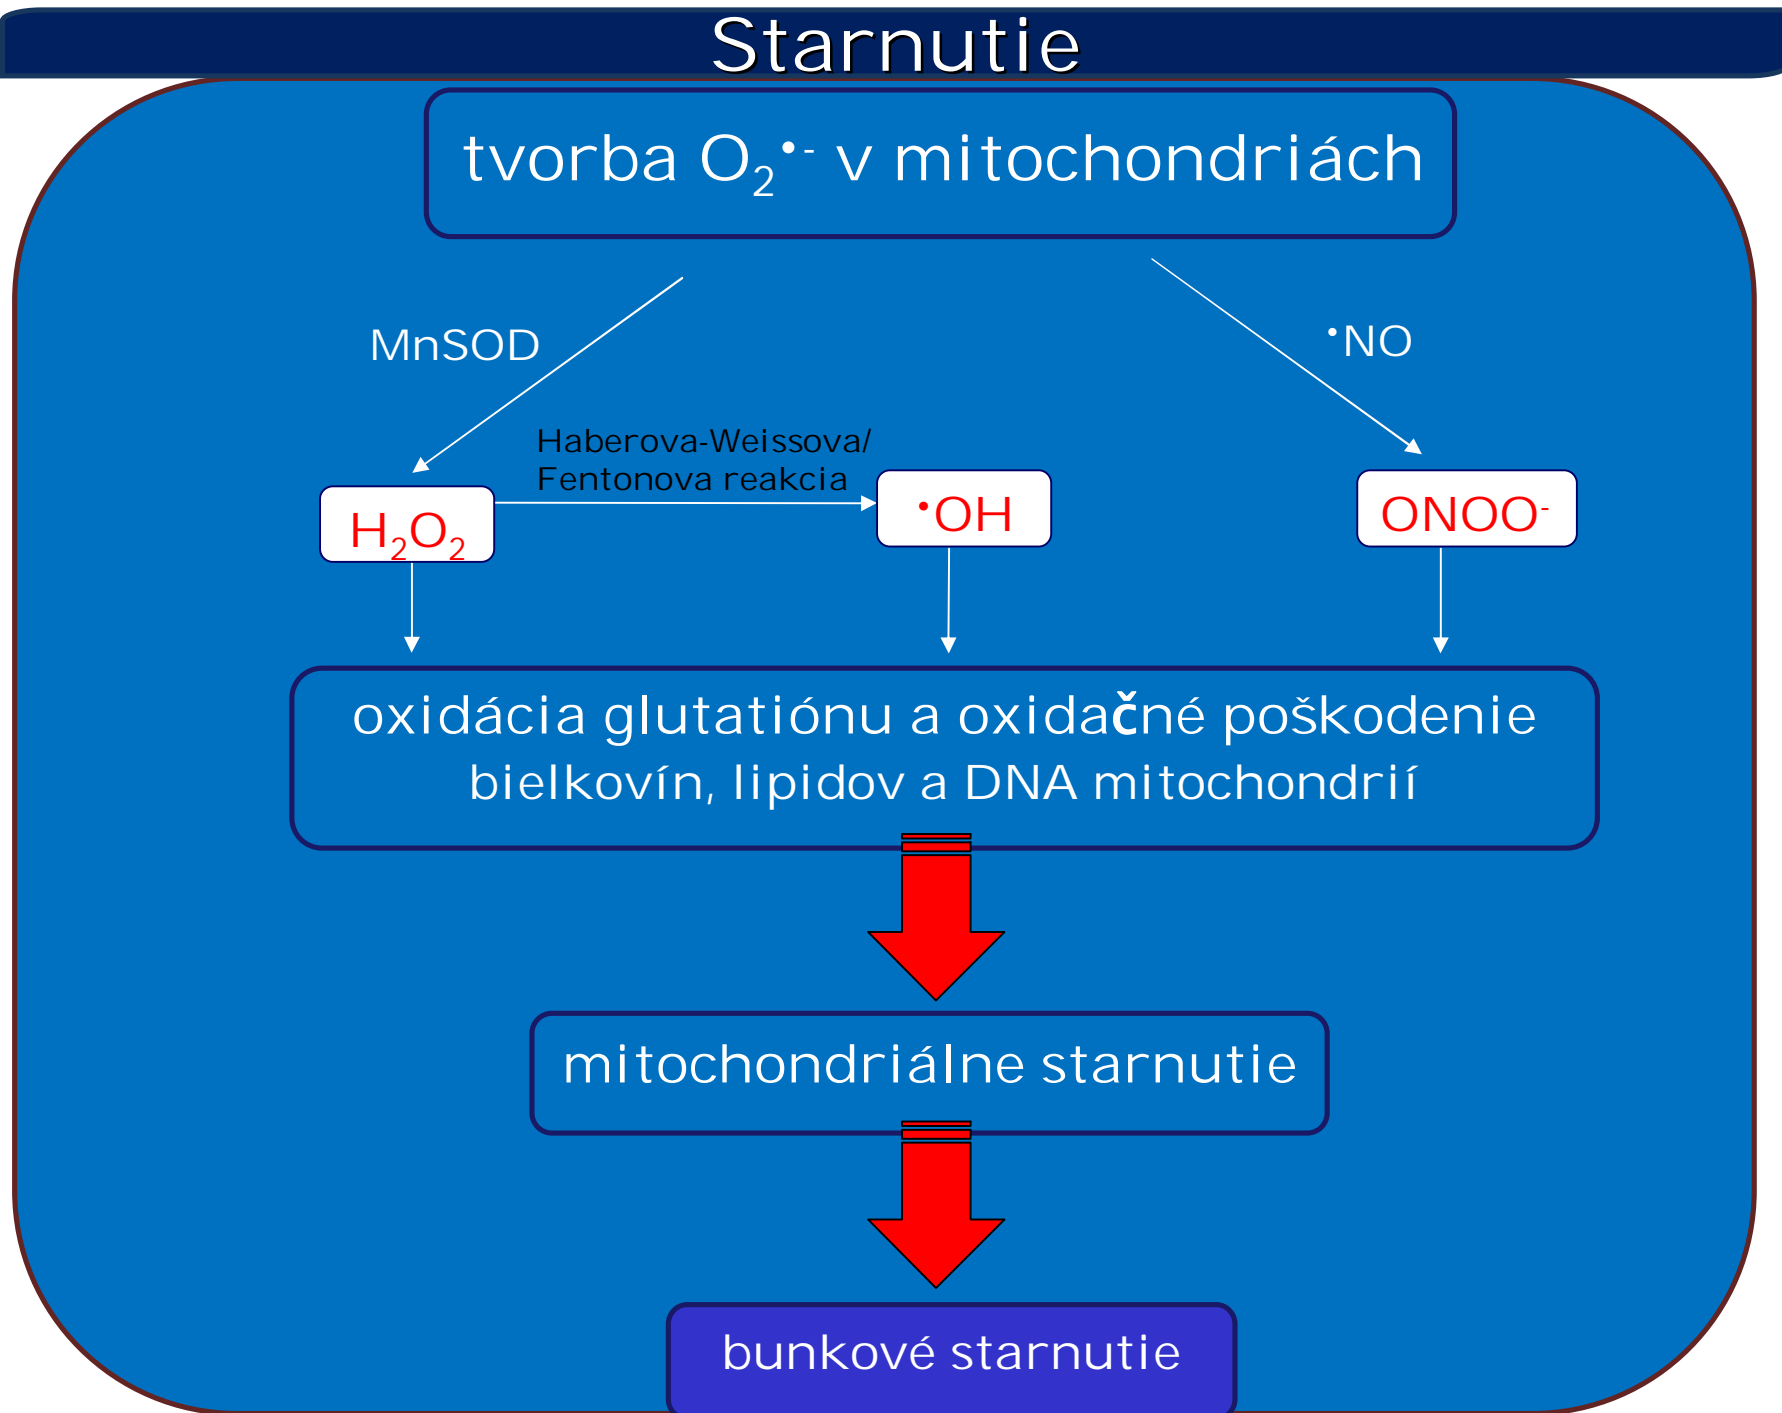 Starnutie
tvorba O₂•- v mitochondriách
MnSOD
•NO
Haberova-Weissova/
Fentonova reakcia
H₂O₂
•OH
ONOO⁻
oxidácia glutatiónu a oxidačné poškodenie
bielkovín, lipidov a DNA mitochondrií
mitochondriálne starnutie
bunkové starnutie